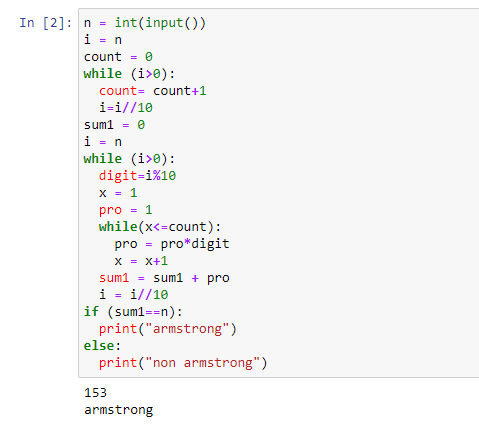 In [2]: n = int(input())
i = n
count = 0
while (i>0):
  count= count+1
  i=i//10
sum1 = 0
i = n
while (i>0):
  digit=i%10
  x = 1
  pro = 1
  while(x<=count):
    pro = pro*digit
    x = x+1
  sum1 = sum1 + pro
  i = i//10
if (sum1==n):
  print("armstrong")
else:
  print("non armstrong")
153
armstrong